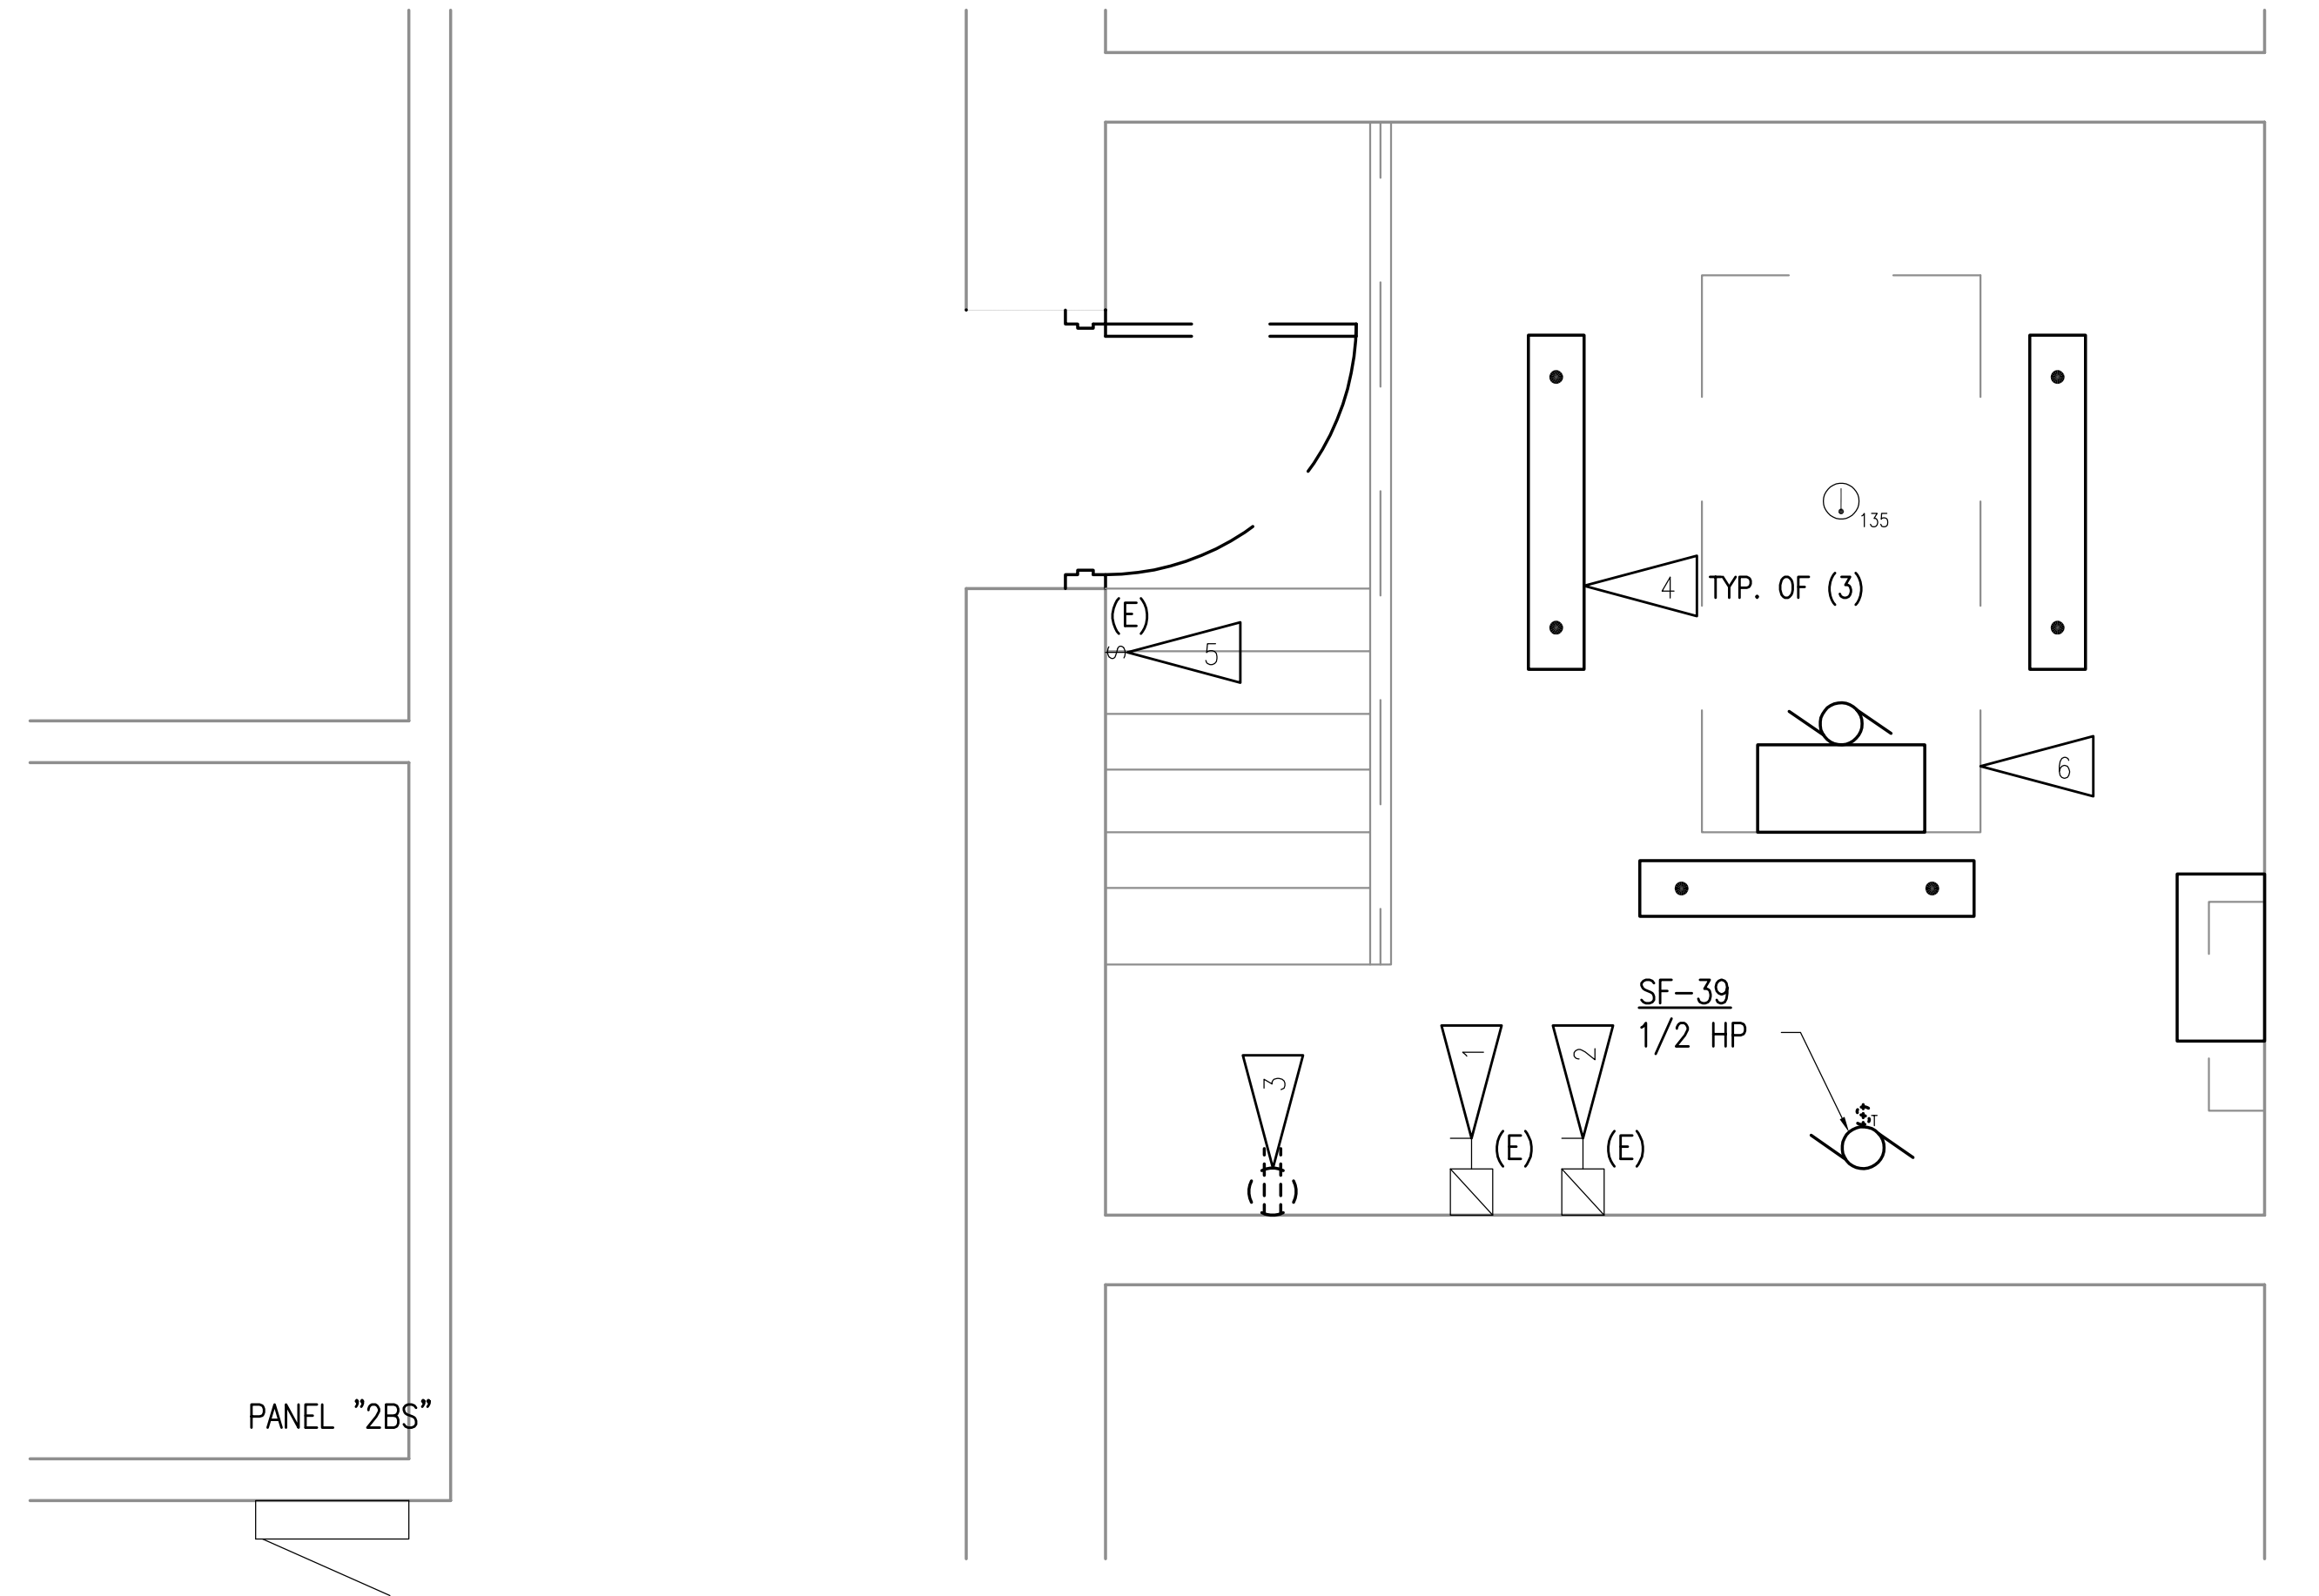 135
4 TYP. OF (3)
(E)
S 5
6
SF-39
1/2 HP
1
2
3
S T
(E)
(E)
PANEL "2BS"